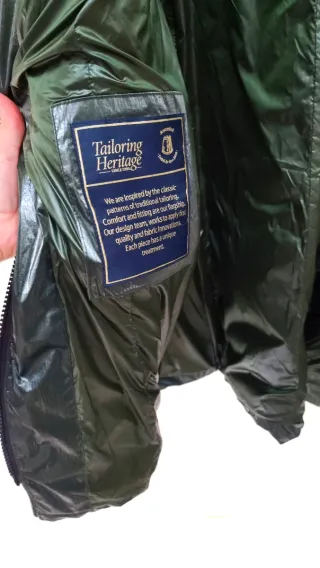 Tailoring
Heritage
We are inspired by the classic
patterns of traditional tailoring.
Comfort and fitting are our flagship.
Our design team, works to apply that
quality and fabric innovations.
Each piece has a unique
treatment.